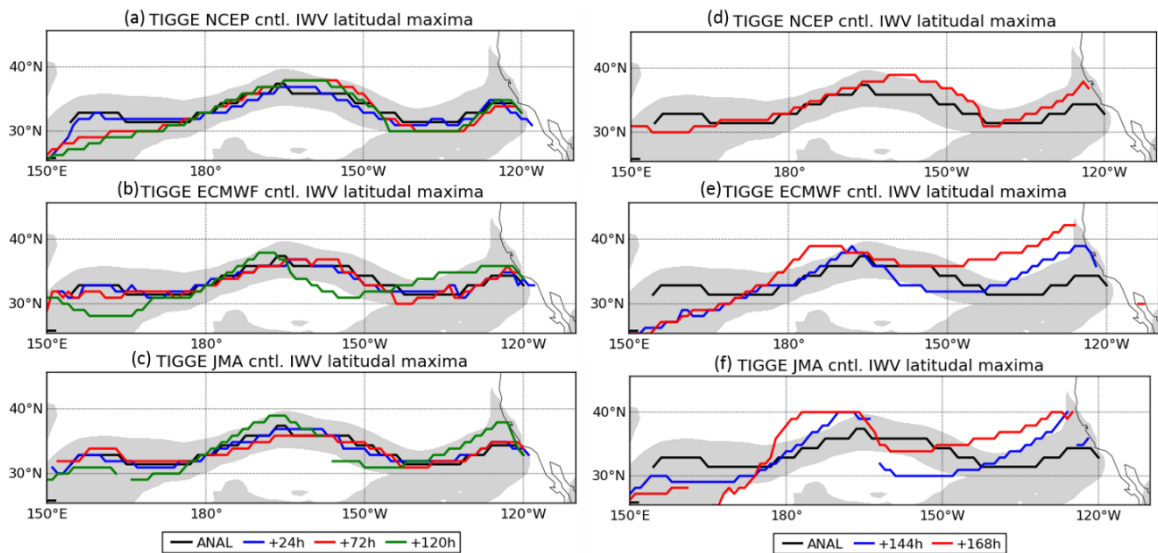 (a) TIGGE NCEP cntl. IWV latitudal maxima
40°N
30°N
150°E 180° 150°W 120°W
(b) TIGGE ECMWF cntl. IWV latitudal maxima
40°N
30°N
150°E 180° 150°W 120°W
(c) TIGGE JMA cntl. IWV latitudal maxima
40°N
30°N
150°E 180° 150°W 120°W
ANAL +24h +72h +120h
(d) TIGGE NCEP cntl. IWV latitudal maxima
40°N
30°N
150°E 180° 150°W 120°W
(e) TIGGE ECMWF cntl. IWV latitudal maxima
40°N
30°N
150°E 180° 150°W 120°W
(f) TIGGE JMA cntl. IWV latitudal maxima
40°N
30°N
150°E 180° 150°W 120°W
ANAL +144h +168h